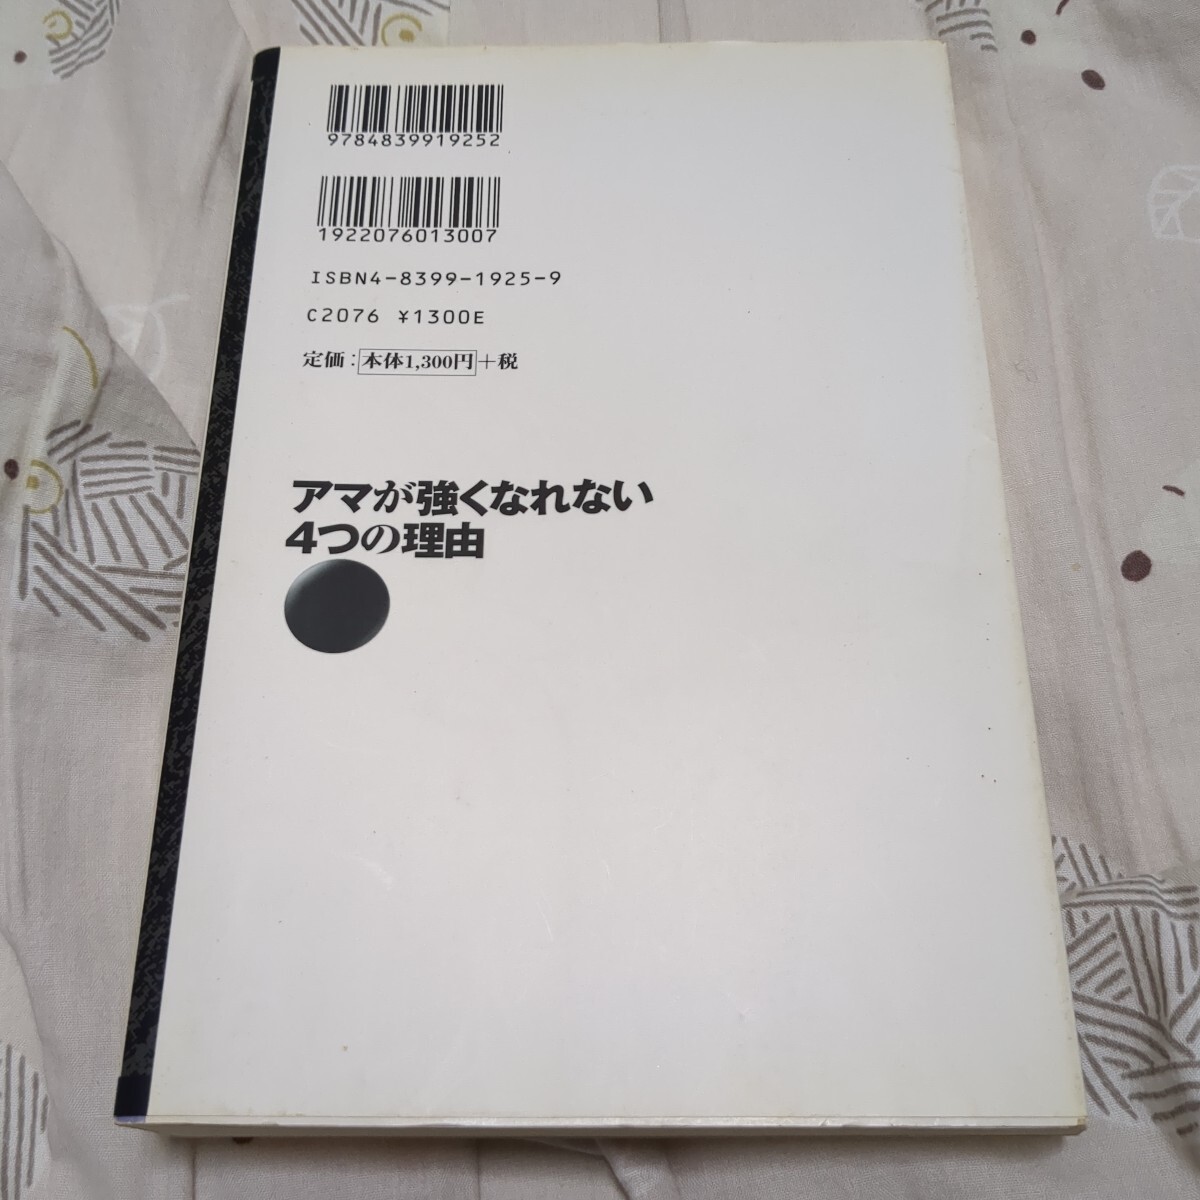 9784839919252
1922076013007
ISBN4-8399-1925-9
C2076 ¥1300E
定価：本体1,300円＋税
アマが強くなれない
4つの理由